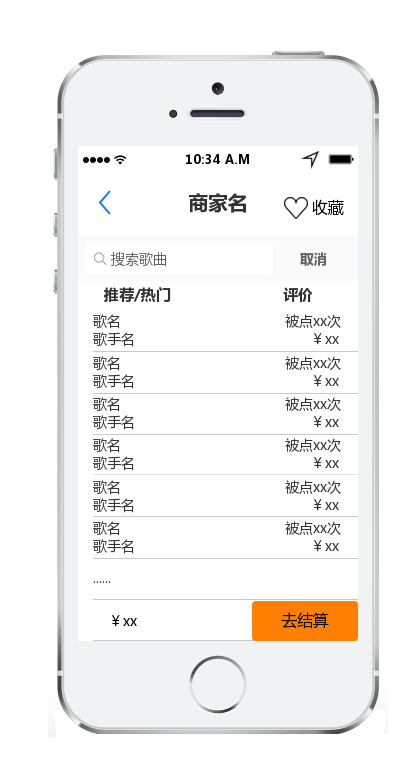 10:34 A.M
商家名 收藏
搜索歌曲 取消
推荐/热门 评价
歌名 被点xx次
歌手名 ¥ xx
歌名 被点xx次
歌手名 ¥ xx
歌名 被点xx次
歌手名 ¥ xx
歌名 被点xx次
歌手名 ¥ xx
歌名 被点xx次
歌手名 ¥ xx
歌名 被点xx次
歌手名 ¥ xx
......
¥ xx 去结算